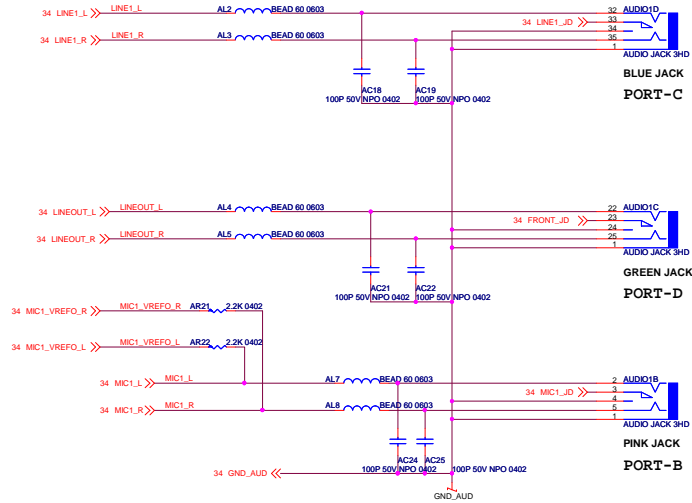 34 LINE1_L LINE1_L AL2 BEAD 60 0603 32 AUDIO1D
34 LINE1_JD 33
34
34 LINE1_R LINE1_R AL3 BEAD 60 0603 35
1 AUDIO JACK 3HD
BLUE JACK
AC18 AC19
100P 50V NPO 0402 100P 50V NPO 0402
PORT-C
34 LINEOUT_L LINEOUT_L AL4 BEAD 60 0603 22 AUDIO1C
34 FRONT_JD 23
24
34 LINEOUT_R LINEOUT_R AL5 BEAD 60 0603 25
1 AUDIO JACK 3HD
GREEN JACK
AC21 AC22
100P 50V NPO 0402 100P 50V NPO 0402
PORT-D
34 MIC1_VREFO_R MIC1_VREFO_R AR21 2.2K 0402
34 MIC1_VREFO_L MIC1_VREFO_L AR22 2.2K 0402
34 MIC1_L MIC1_L AL7 BEAD 60 0603 2 AUDIO1B
34 MIC1_JD 3
4
34 MIC1_R MIC1_R AL8 BEAD 60 0603 5
1 AUDIO JACK 3HD
PINK JACK
AC24 AC25
34 GND_AUD 100P 50V NPO 0402 100P 50V NPO 0402
PORT-B
GND_AUD